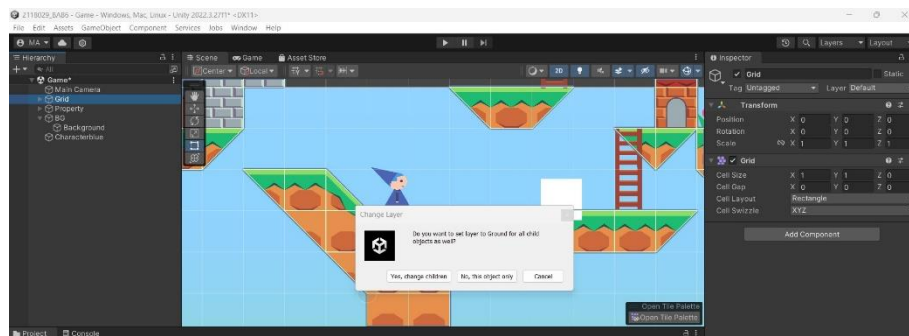 2118029_BAB6 - Game - Windows, Mac, Linux - Unity 2022.3.27f1* <DX11>
File Edit Assets GameObject Component Services Jobs Window Help
MA
Layers Layout
Hierarchy
Scene Game Asset Store
Inspector
All
Center Local
2D
Game*
Main Camera
Grid
Property
BG
Background
Characterblue
Grid Static
Tag Untagged Layer Default
Transform
Position X 0 Y 0 Z 0
Rotation X 0 Y 0 Z 0
Scale X 1 Y 1 Z 1
Grid
Cell Size X 1 Y 1 Z 0
Cell Gap X 0 Y 0 Z 0
Cell Layout Rectangle
Cell Swizzle XYZ
Add Component
Change Layer
Do you want to set layer to Ground for all child
objects as well?
Yes, change children No, this object only Cancel
Open Tile Palette
Open Tile Palette
Project Console